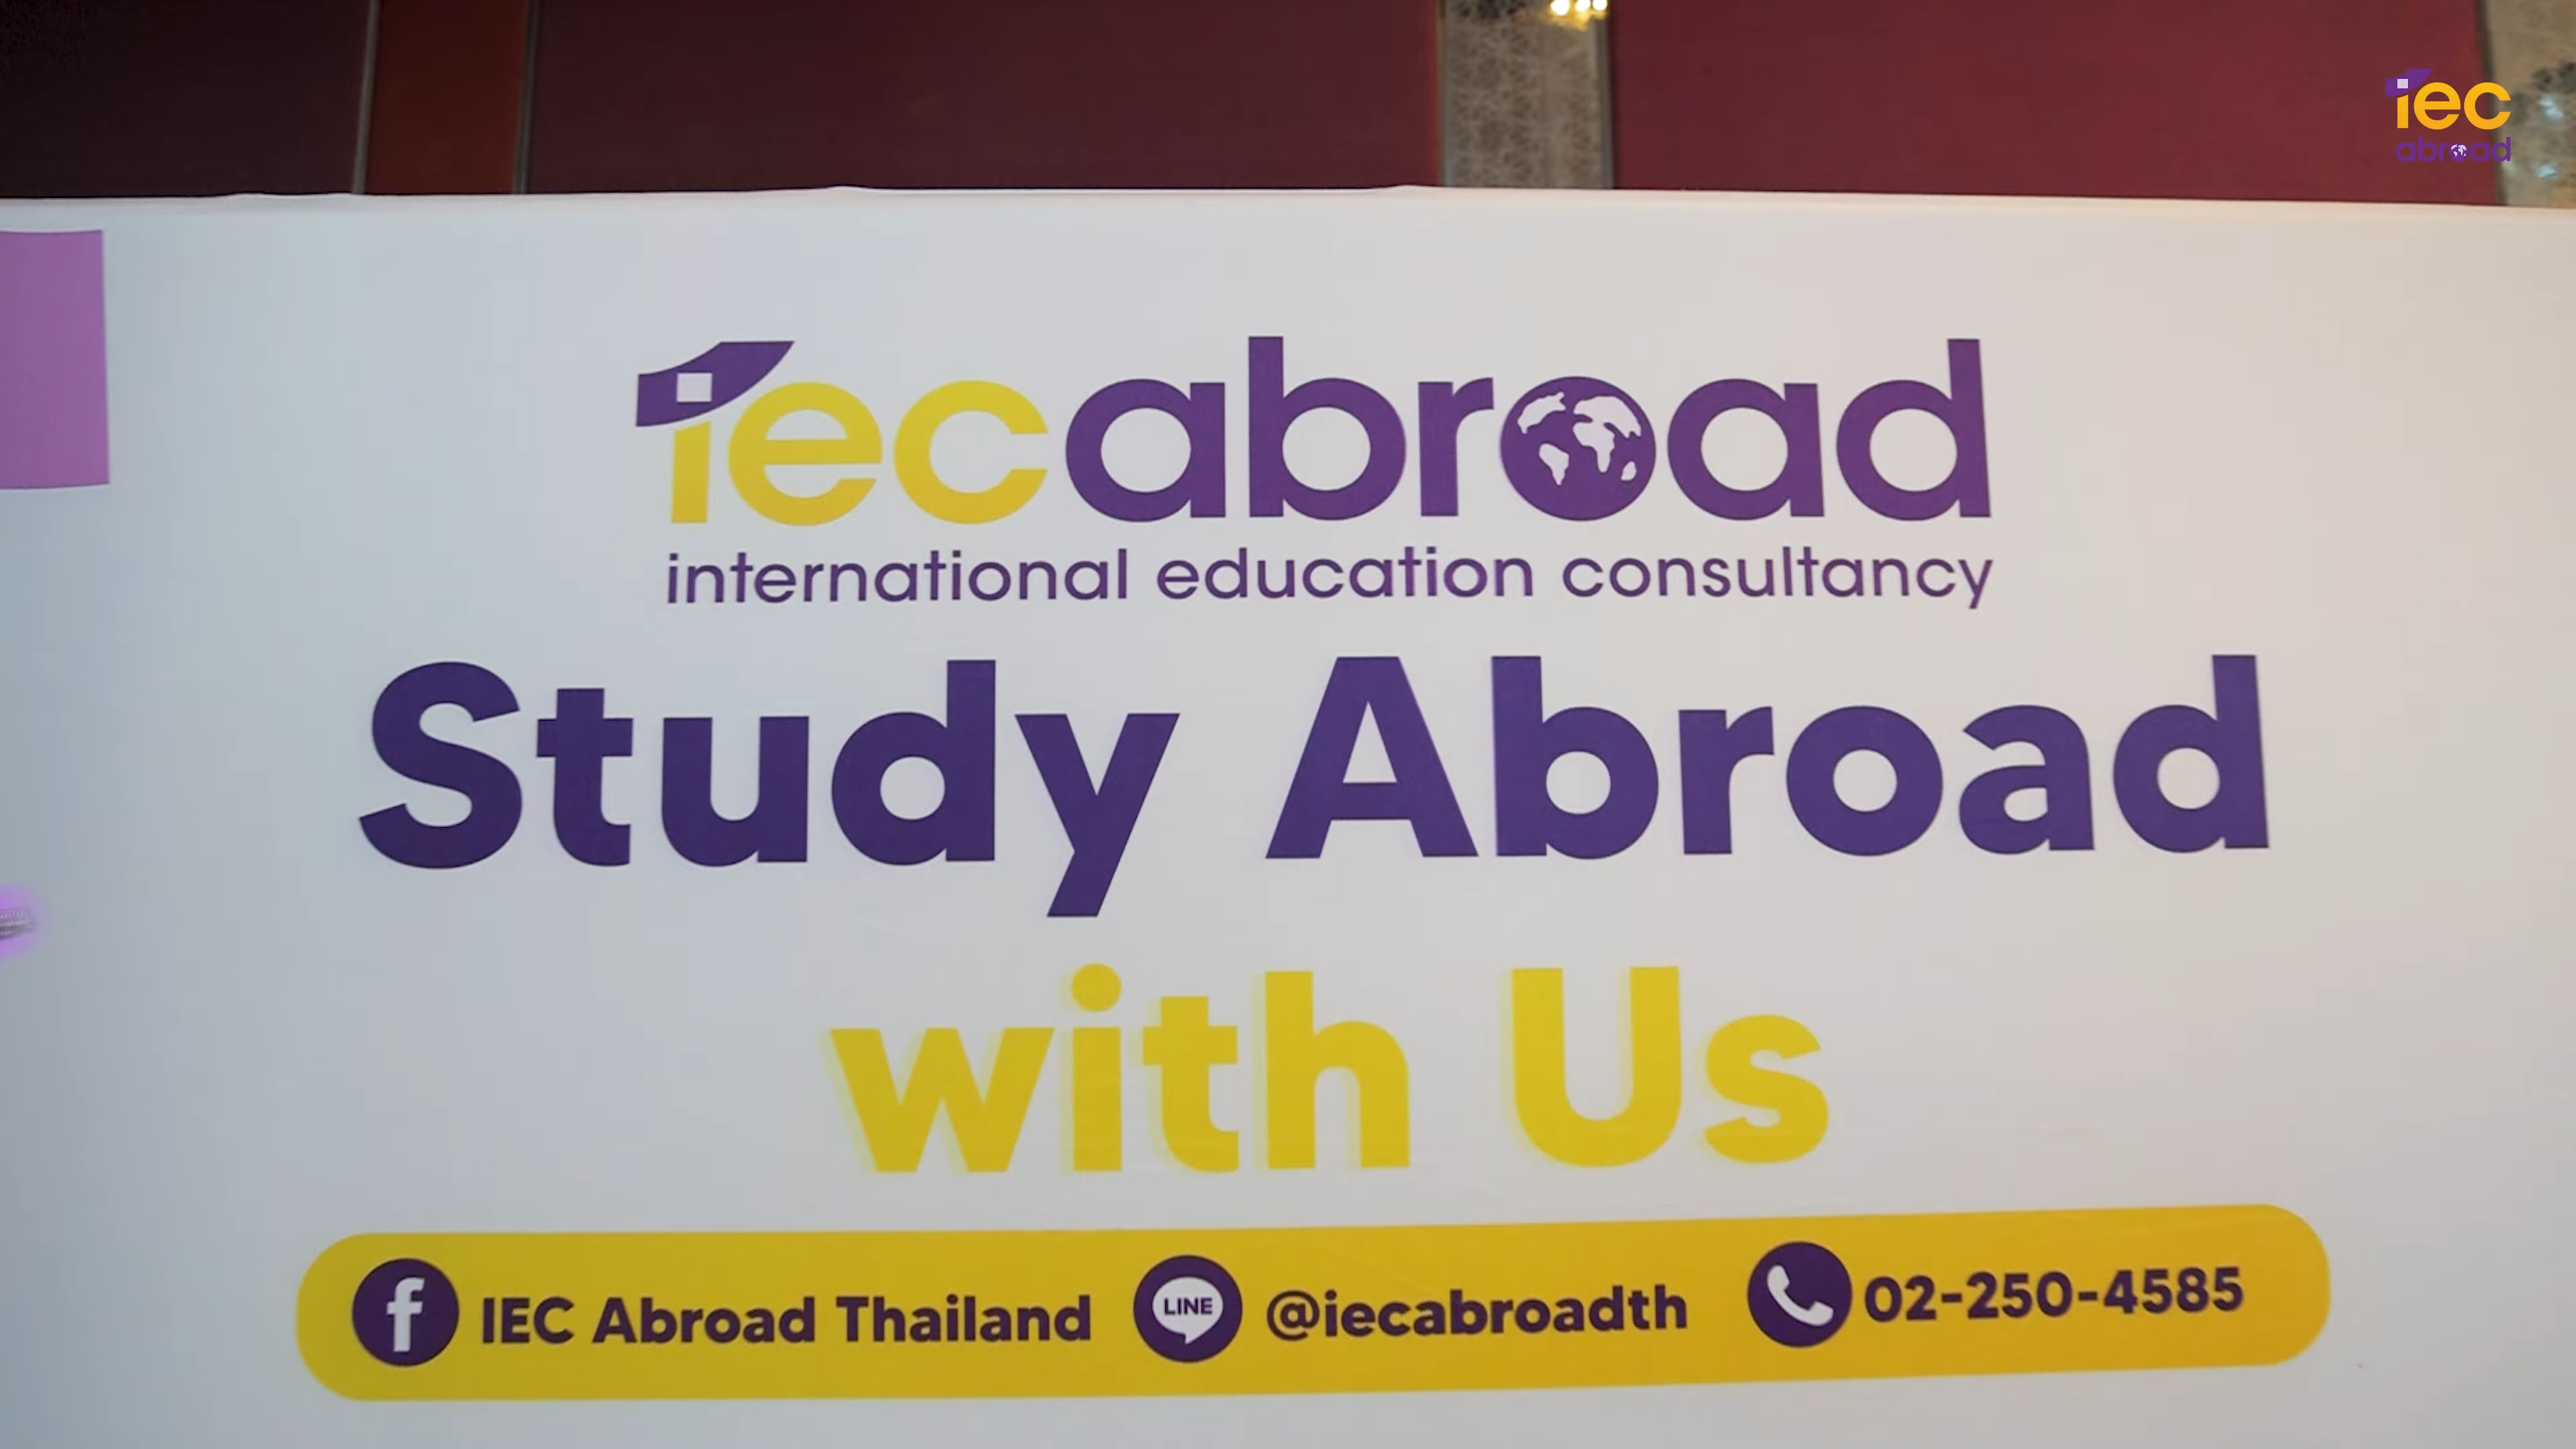 iec
abroad
iecabroad
international education consultancy
Study Abroad
with Us
f IEC Abroad Thailand LINE @iecabroadth 02-250-4585